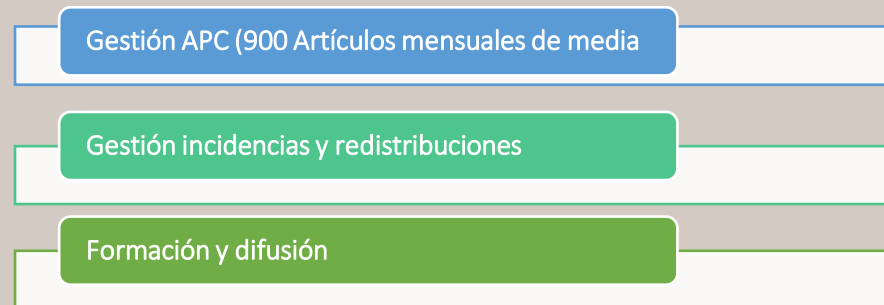 Gestión APC (900 Artículos mensuales de media
Gestión incidencias y redistribuciones
Formación y difusión